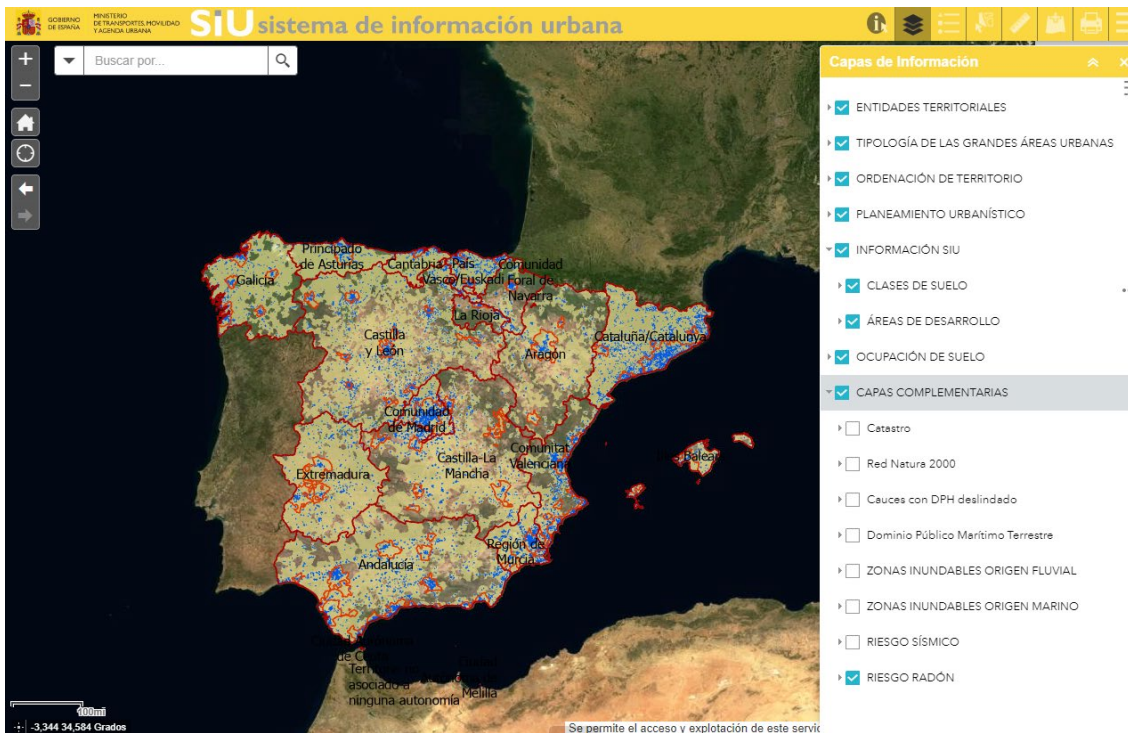 GOBIERNO
DE ESPAÑA
MINISTERIO
DE TRANSPORTES, MOVILIDAD
Y AGENDA URBANA
SiU sistema de información urbana
Buscar por...
Capas de Información
ENTIDADES TERRITORIALES
TIPOLOGÍA DE LAS GRANDES ÁREAS URBANAS
ORDENACIÓN DE TERRITORIO
PLANEAMIENTO URBANÍSTICO
INFORMACIÓN SIU
CLASES DE SUELO
ÁREAS DE DESARROLLO
OCUPACIÓN DE SUELO
CAPAS COMPLEMENTARIAS
Catastro
Red Natura 2000
Cauces con DPH deslindado
Dominio Público Marítimo Terrestre
ZONAS INUNDABLES ORIGEN FLUVIAL
ZONAS INUNDABLES ORIGEN MARINO
RIESGO SÍSMICO
RIESGO RADÓN
Galicia
Principado
de Asturias
Cantabria
País
Vasco/Euskadi
Comunidad
Foral de
Navarra
La Rioja
Castilla
y León
Aragón
Cataluña/Catalunya
Comunidad
de Madrid
Castilla-La
Mancha
Comunitat
Valenciana
Extremadura
Balears
Región de
Murcia
Andalucía
de Ceuta
Ciudad
Melilla
asociado a
ninguna autonomía
100mi
-3,344 34,584 Grados
Se permite el acceso y explotación de este servic